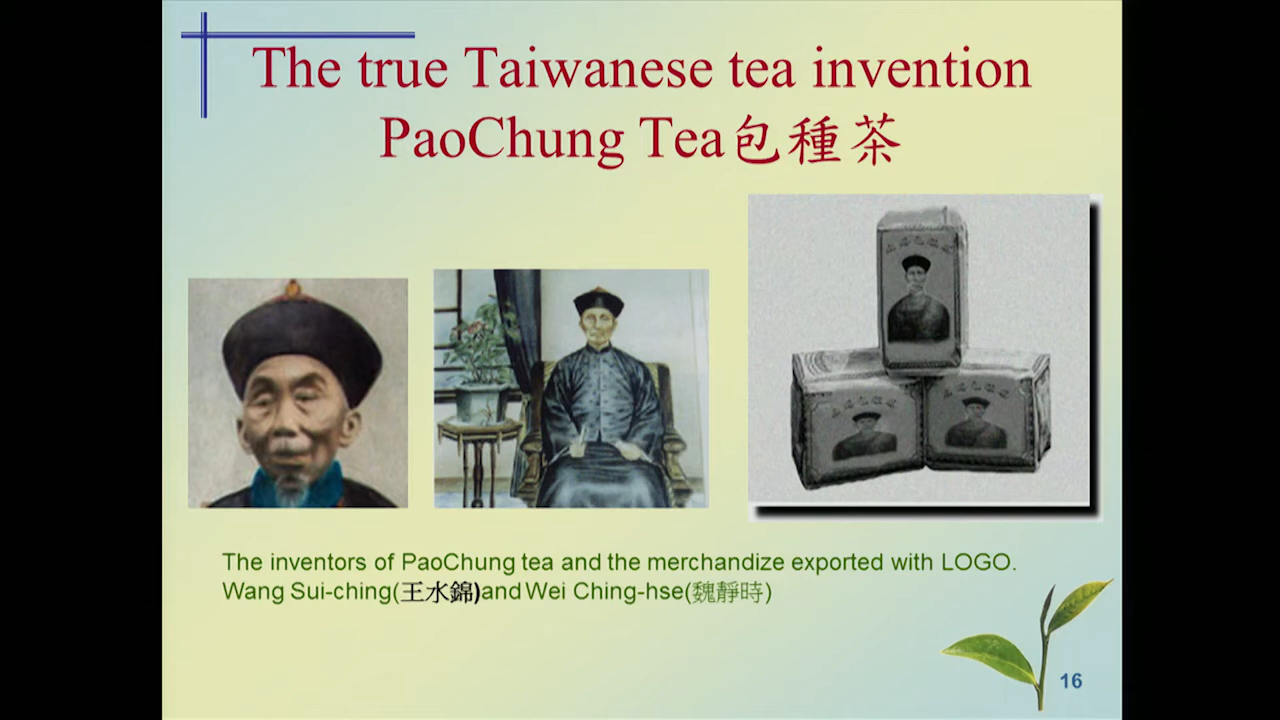 The true Taiwanese tea invention
PaoChung Tea包種茶
The inventors of PaoChung tea and the merchandize exported with LOGO.
Wang Sui-ching(王水錦)and Wei Ching-hse(魏靜時)
16